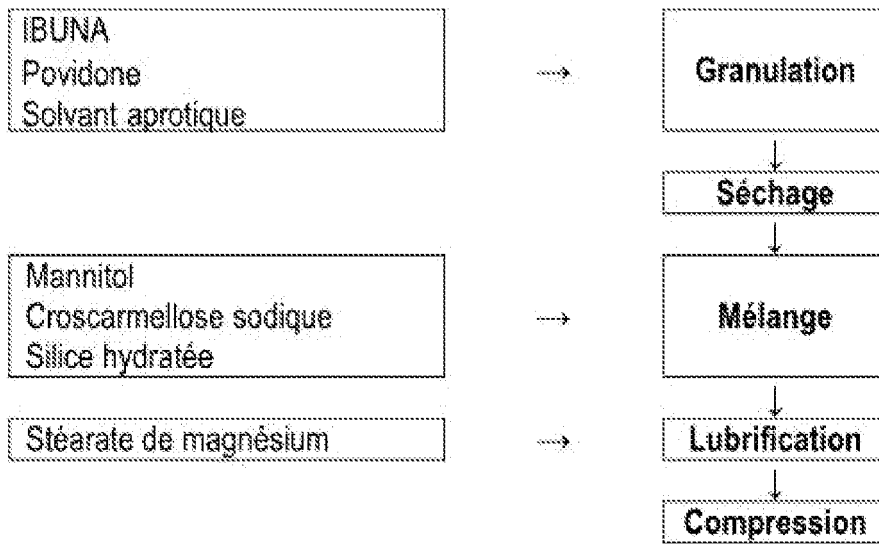 IBUNA
Povidone
Solvant aprotique
→
Granulation
↓
Séchage
↓
Mannitol
Croscarmellose sodique
Silice hydratée
→
Mélange
↓
Stéarate de magnésium
→
Lubrification
↓
Compression